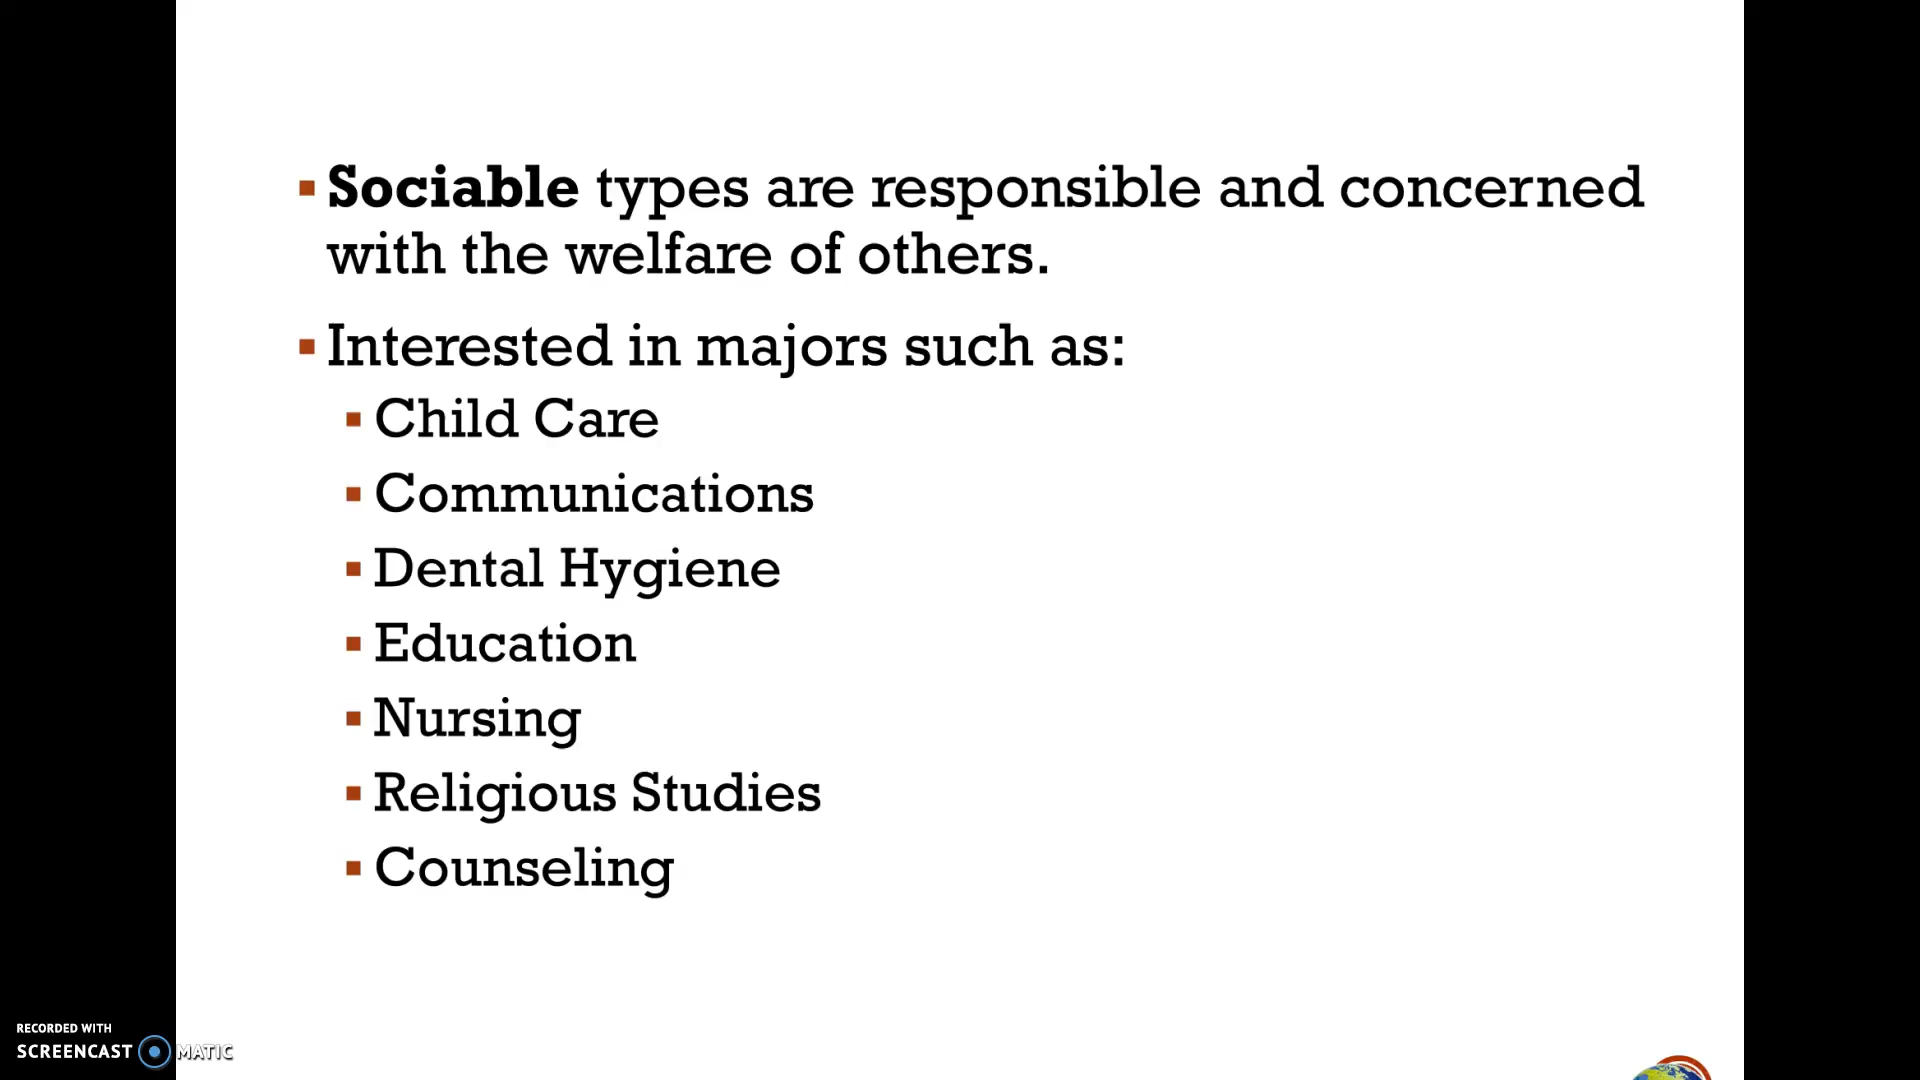 Sociable types are responsible and concerned
with the welfare of others.
Interested in majors such as:
Child Care
Communications
Dental Hygiene
Education
Nursing
Religious Studies
Counseling
RECORDED WITH
SCREENCAST MATIC